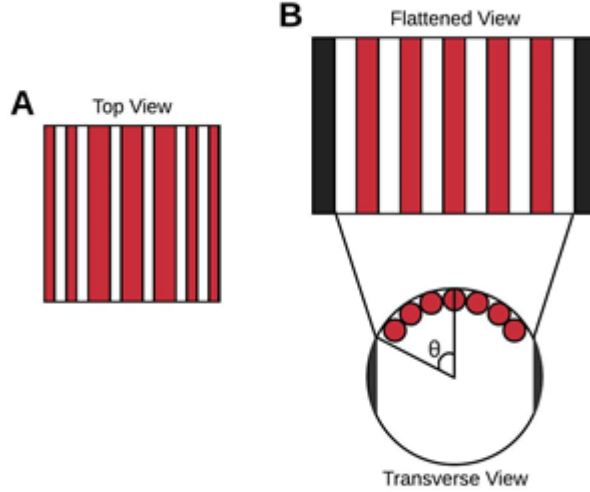 A
Top View
B
Flattened View
θ
Transverse View